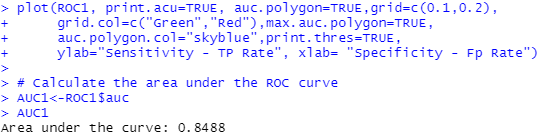 > plot(ROC1, print.acu=TRUE, auc.polygon=TRUE,grid=c(0.1,0.2),
+ grid.col=c("Green","Red"),max.auc.polygon=TRUE,
+ auc.polygon.col="skyblue",print.thres=TRUE,
+ ylab="Sensitivity - TP Rate", xlab= "Specificity - Fp Rate")
>
> # Calculate the area under the ROC curve
> AUC1<-ROC1$auc
> AUC1
Area under the curve: 0.8488